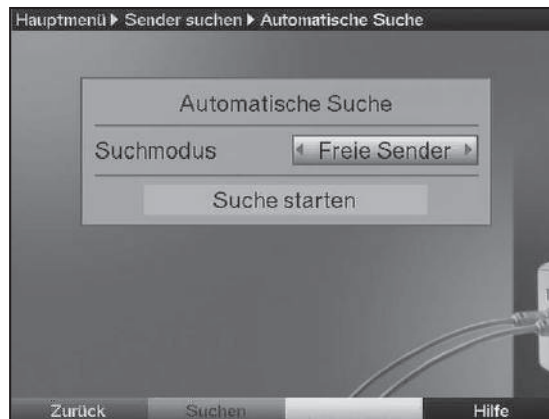 Hauptmenü ▶ Sender suchen ▶ Automatische Suche
Automatische Suche
Suchmodus ◀ Freie Sender ▶
Suche starten
Zurück Suchen Hilfe